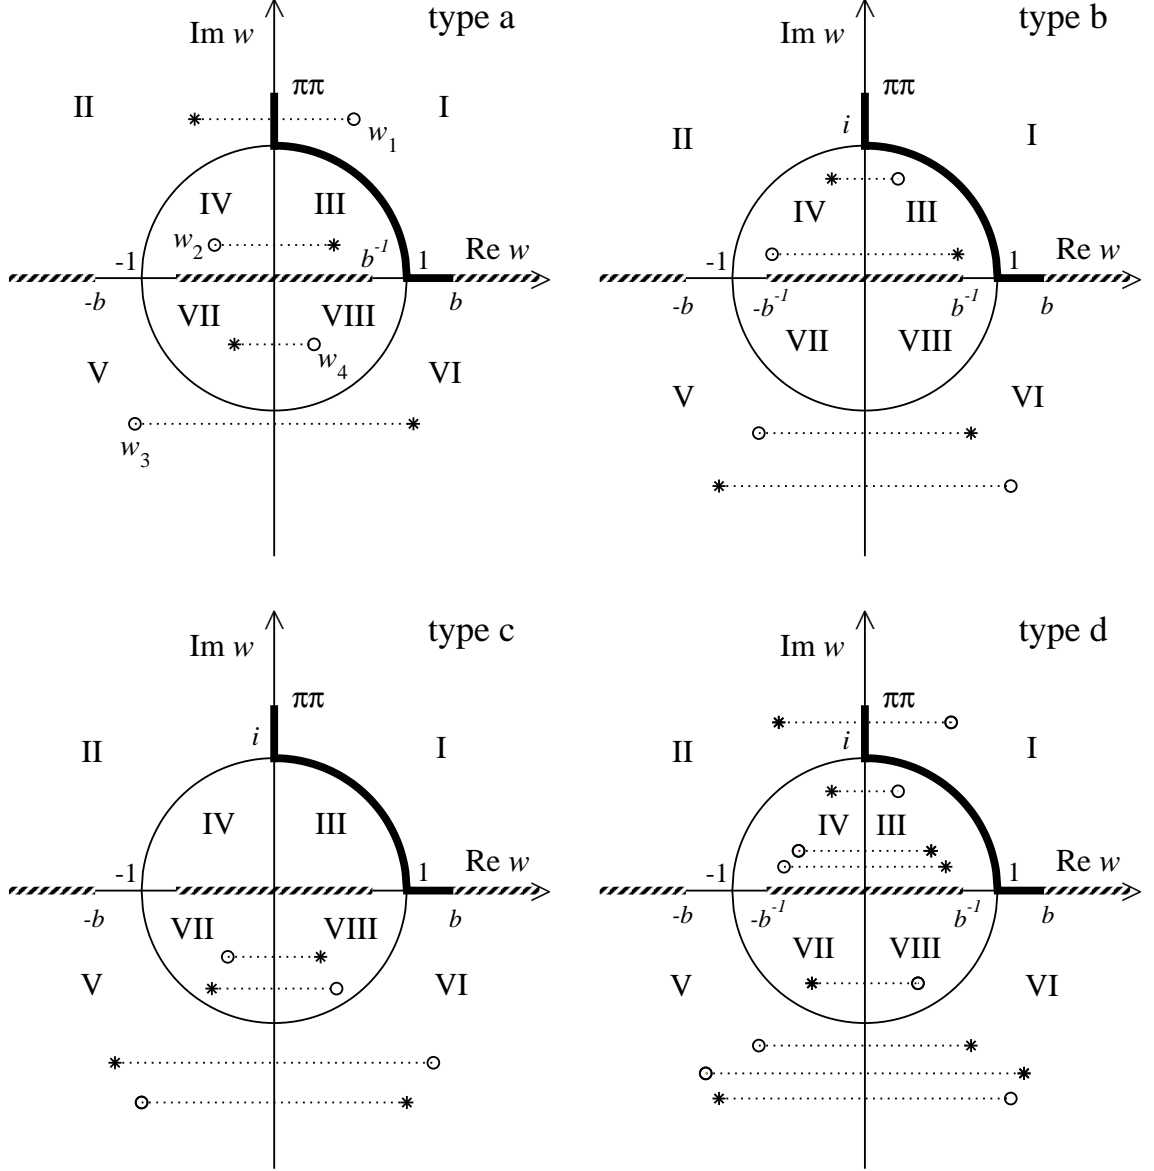 type a
Im w
ππ
II
I
w1
IV
III
w2
b-1
-1
1
Re w
-b
b
VII
VIII
V
VI
w4
w3
type b
Im w
ππ
i
II
I
IV
III
-1
1
Re w
-b
-b-1
b-1
b
VII
VIII
V
VI
type c
Im w
ππ
i
II
I
IV
III
-1
1
Re w
-b
b
VII
VIII
V
VI
type d
Im w
ππ
i
II
I
IV
III
-1
1
Re w
-b
-b-1
b-1
b
VII
VIII
V
VI